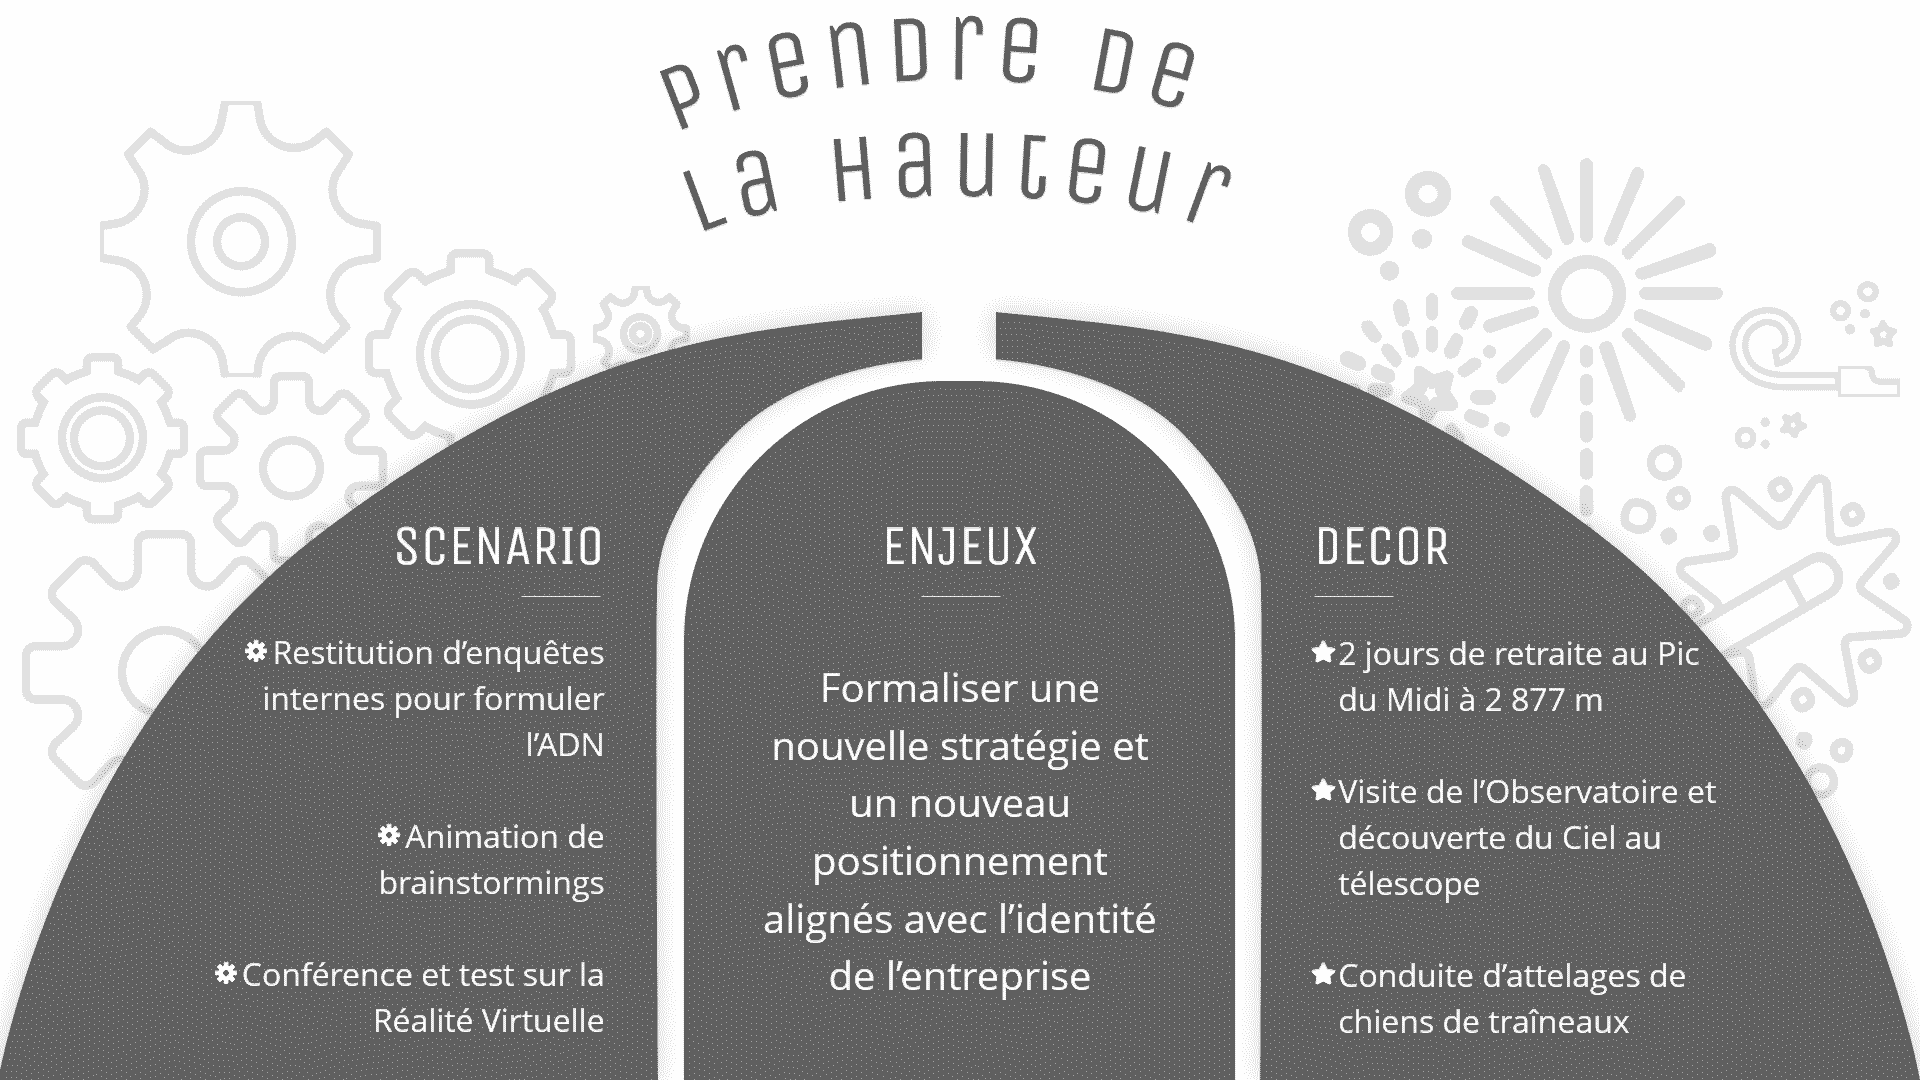 Prendre De
La Hauteur
SCENARIO
Restitution d’enquêtes
internes pour formuler
l’ADN
Animation de
brainstormings
Conférence et test sur la
Réalité Virtuelle
ENJEUX
Formaliser une
nouvelle stratégie et
un nouveau
positionnement
alignés avec l’identité
de l’entreprise
DECOR
2 jours de retraite au Pic
du Midi à 2 877 m
Visite de l’Observatoire et
découverte du Ciel au
télescope
Conduite d’attelages de
chiens de traîneaux